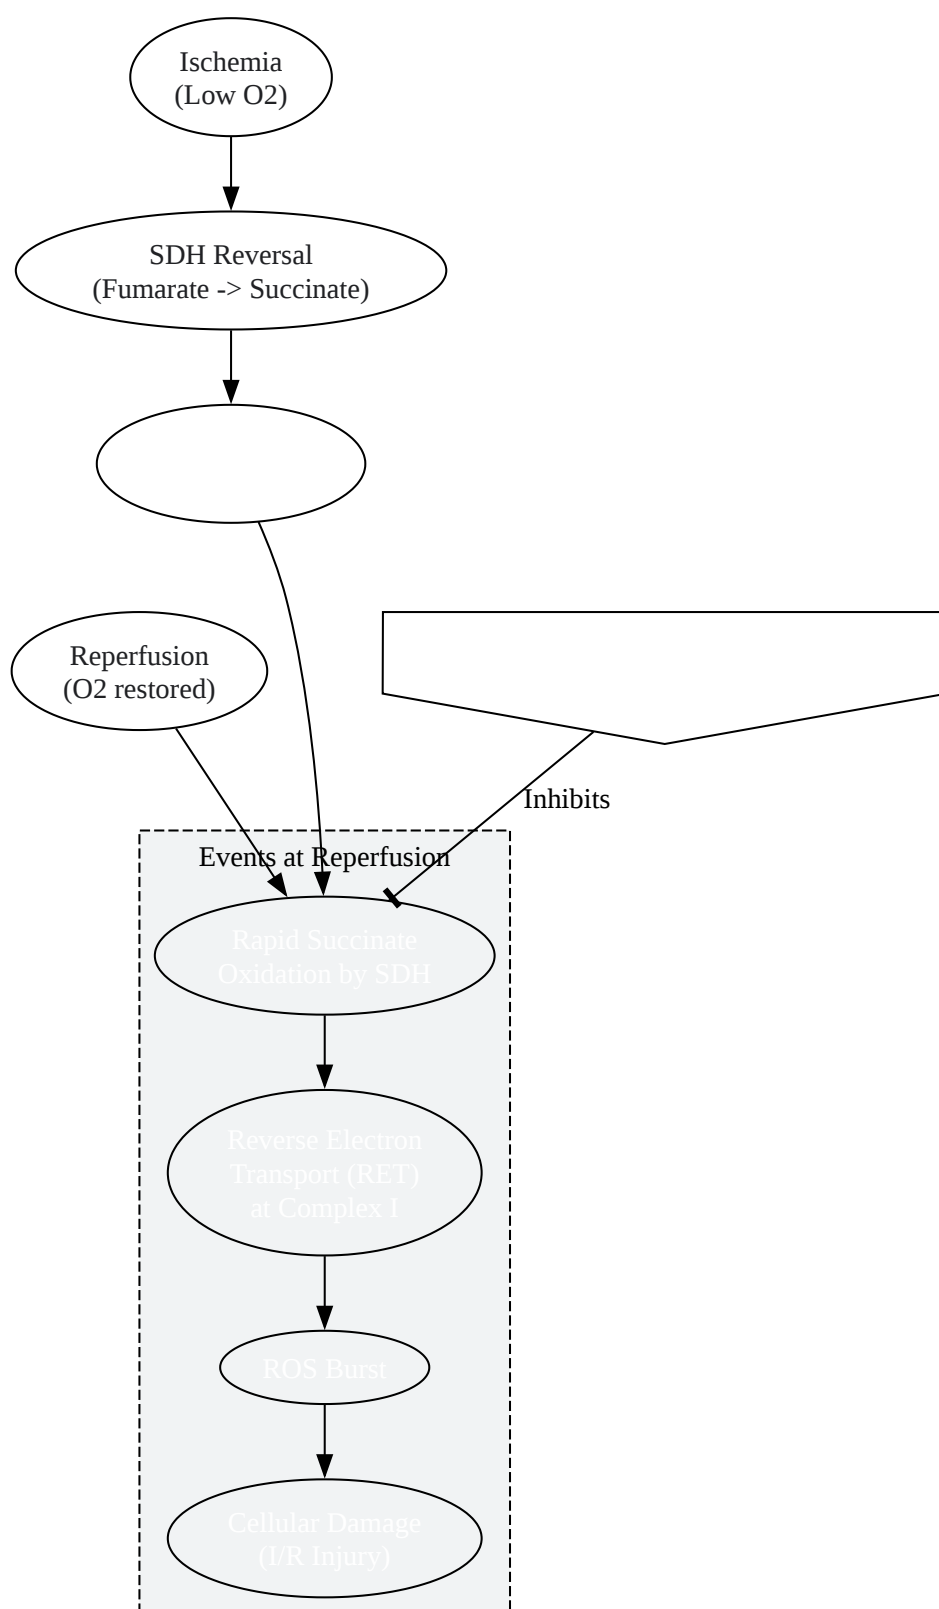 Ischemia
(Low O2)
SDH Reversal
(Fumarate -> Succinate)
Reperfusion
(O2 restored)
Inhibits
Events at Reperfusion
Rapid Succinate
Oxidation by SDH
Reverse Electron
Transport (RET)
at Complex I
ROS Burst
Cellular Damage
(I/R Injury)